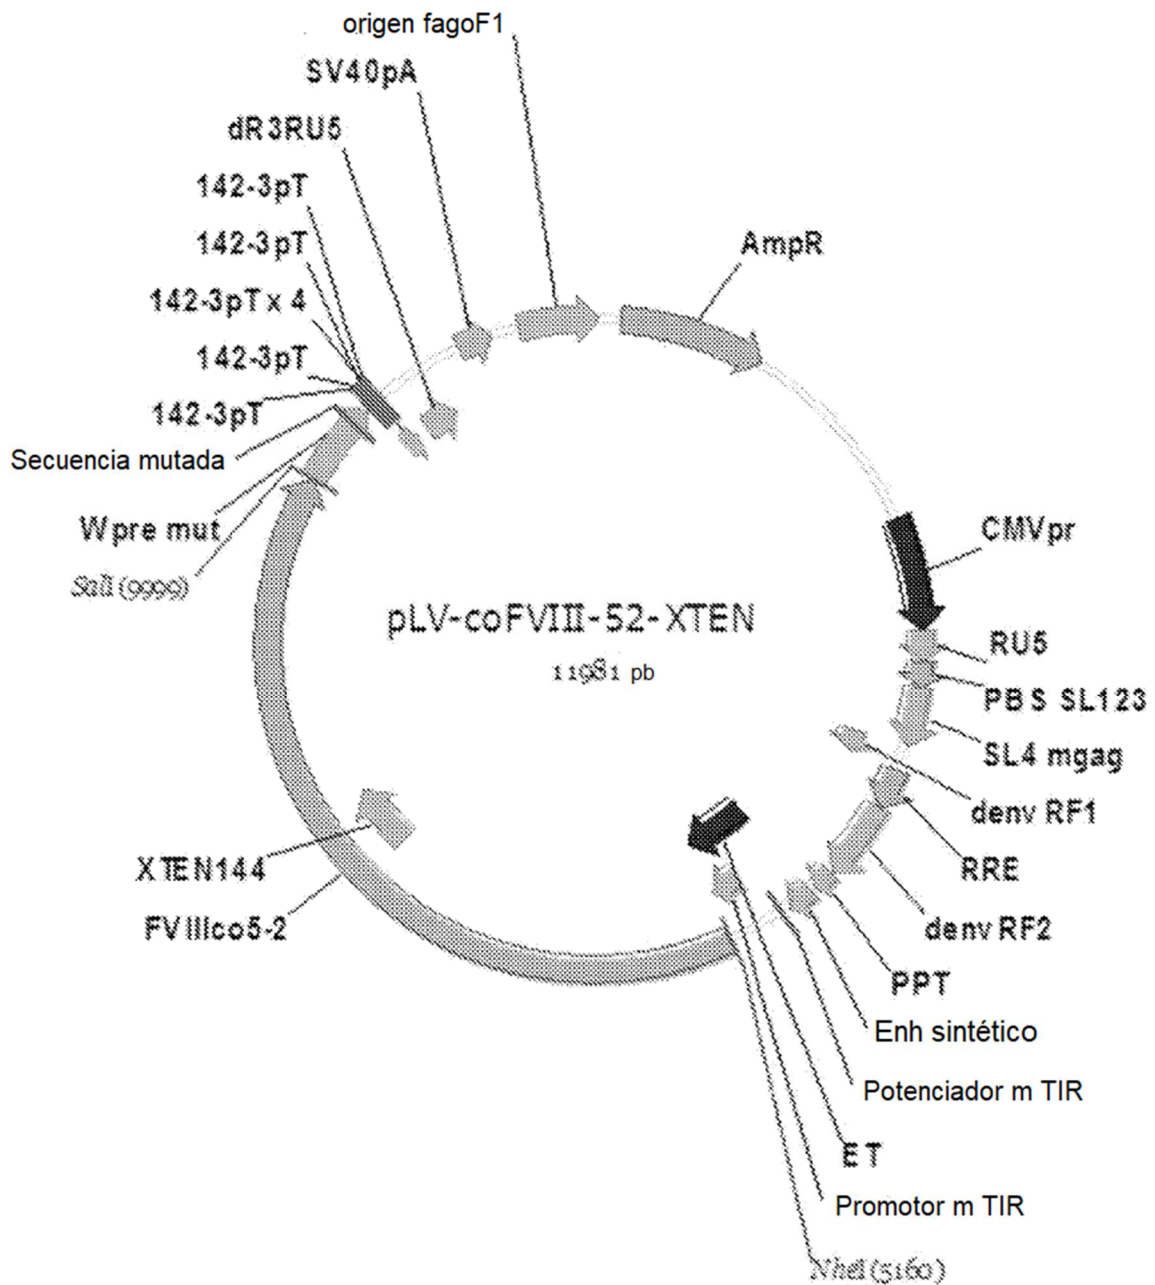 origen fagoF1
SV40pA
dR3RU5
142-3pT
142-3pT
142-3pT x 4
142-3pT
142-3pT
Secuencia mutada
Wpre mut
SalI (9999)
AmpR
CMVpr
RU5
PBS SL123
SL4 mgag
denv RF1
RRE
denv RF2
PPT
Enh sintético
Potenciador m TIR
ET
Promotor m TIR
NheI (5160)
XTEN144
FVIIIco5-2
pLV-coFVIII-52-XTEN
11981 pb